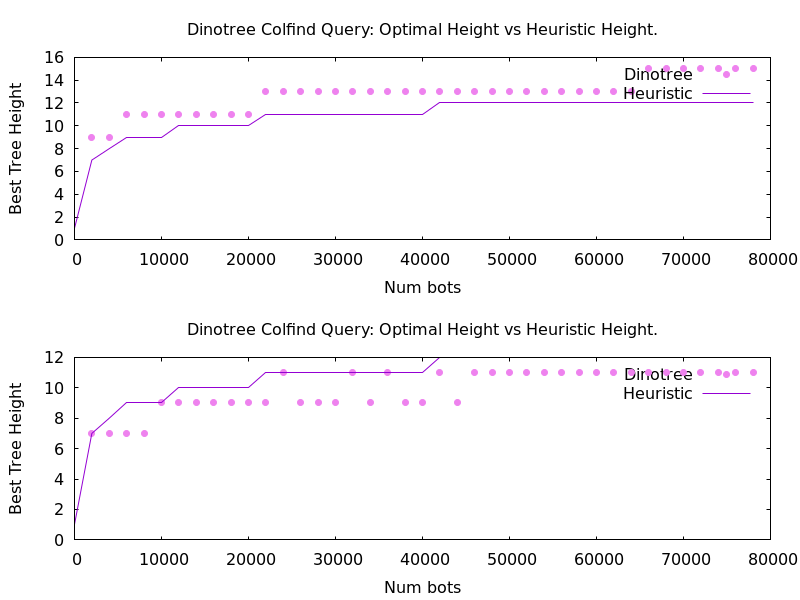 Dinotree Colfind Query: Optimal Height vs Heuristic Height.
16
14
12
10
8
6
4
2
0
Best Tree Height
Dinotree
Heuristic
0 10000 20000 30000 40000 50000 60000 70000 80000
Num bots
Dinotree Colfind Query: Optimal Height vs Heuristic Height.
12
10
8
6
4
2
0
Best Tree Height
Dinotree
Heuristic
0 10000 20000 30000 40000 50000 60000 70000 80000
Num bots